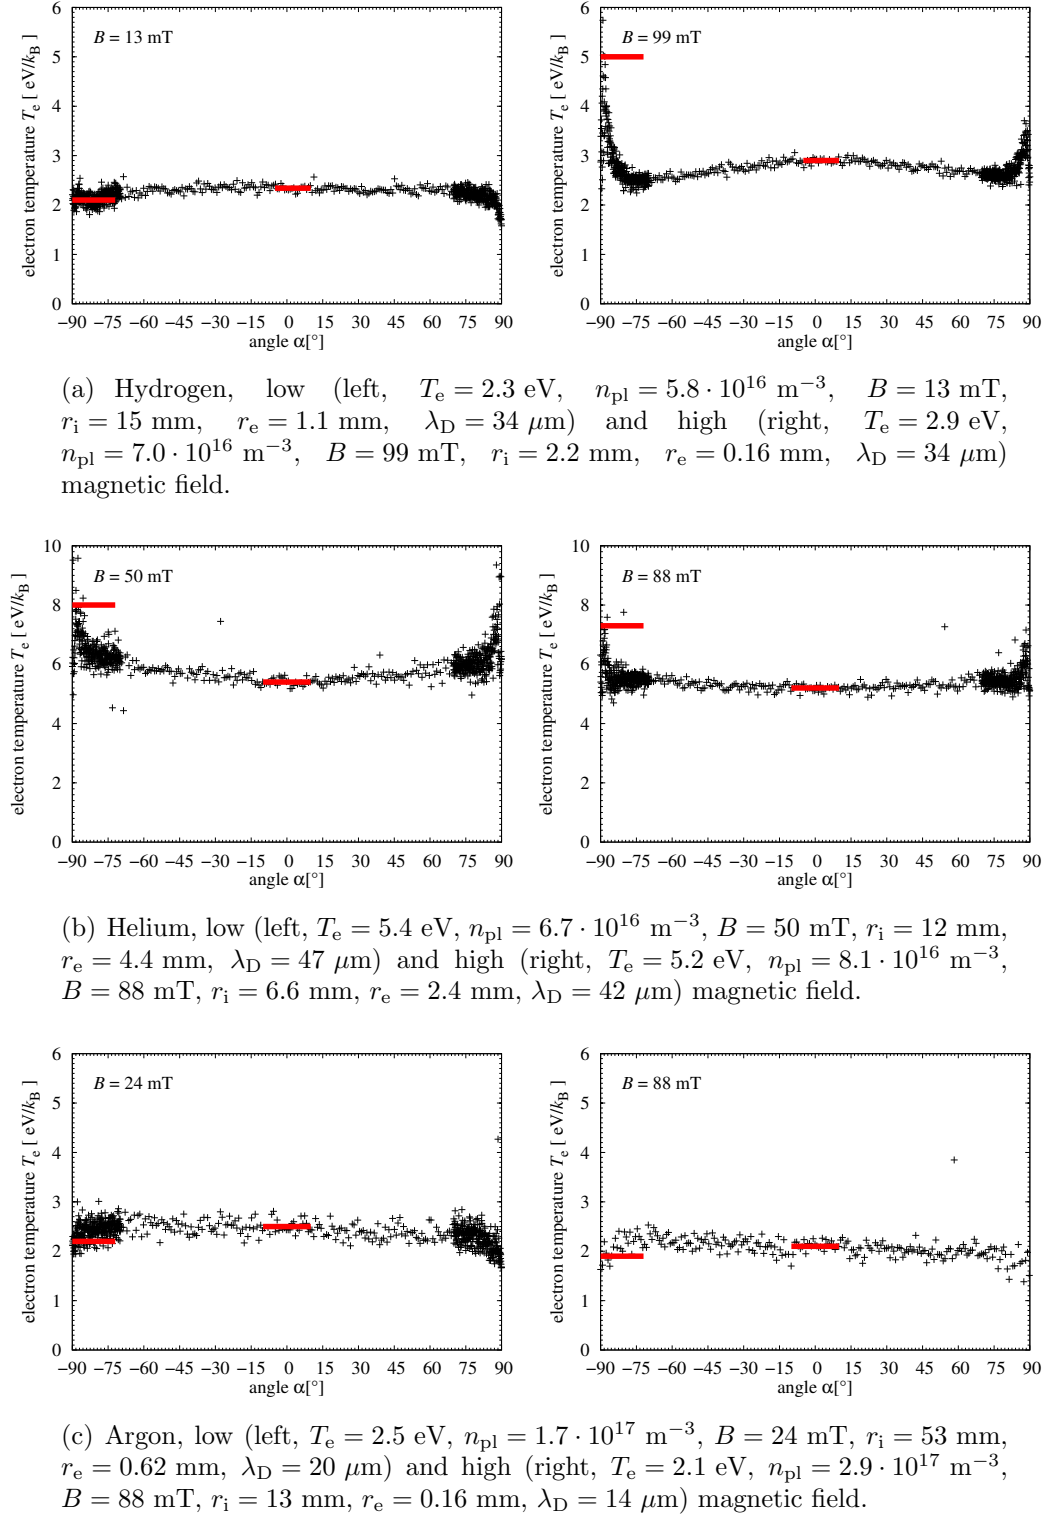 electron temperature Te [ eV/kB ]
6
5
4
3
2
1
0
B = 13 mT
−90 −75 −60 −45 −30 −15 0 15 30 45 60 75 90
angle α[°]
electron temperature Te [ eV/kB ]
6
5
4
3
2
1
0
B = 99 mT
−90 −75 −60 −45 −30 −15 0 15 30 45 60 75 90
angle α[°]
(a) Hydrogen, low (left, Te = 2.3 eV, npl = 5.8 · 10^16 m^−3, B = 13 mT,
ri = 15 mm, re = 1.1 mm, λD = 34 μm) and high (right, Te = 2.9 eV,
npl = 7.0 · 10^16 m^−3, B = 99 mT, ri = 2.2 mm, re = 0.16 mm, λD = 34 μm)
magnetic field.
electron temperature Te [ eV/kB ]
10
8
6
4
2
0
B = 50 mT
−90 −75 −60 −45 −30 −15 0 15 30 45 60 75 90
angle α[°]
electron temperature Te [ eV/kB ]
10
8
6
4
2
0
B = 88 mT
−90 −75 −60 −45 −30 −15 0 15 30 45 60 75 90
angle α[°]
(b) Helium, low (left, Te = 5.4 eV, npl = 6.7 · 10^16 m^−3, B = 50 mT, ri = 12 mm,
re = 4.4 mm, λD = 47 μm) and high (right, Te = 5.2 eV, npl = 8.1 · 10^16 m^−3,
B = 88 mT, ri = 6.6 mm, re = 2.4 mm, λD = 42 μm) magnetic field.
electron temperature Te [ eV/kB ]
6
5
4
3
2
1
0
B = 24 mT
−90 −75 −60 −45 −30 −15 0 15 30 45 60 75 90
angle α[°]
electron temperature Te [ eV/kB ]
6
5
4
3
2
1
0
B = 88 mT
−90 −75 −60 −45 −30 −15 0 15 30 45 60 75 90
angle α[°]
(c) Argon, low (left, Te = 2.5 eV, npl = 1.7 · 10^17 m^−3, B = 24 mT, ri = 53 mm,
re = 0.62 mm, λD = 20 μm) and high (right, Te = 2.1 eV, npl = 2.9 · 10^17 m^−3,
B = 88 mT, ri = 13 mm, re = 0.16 mm, λD = 14 μm) magnetic field.